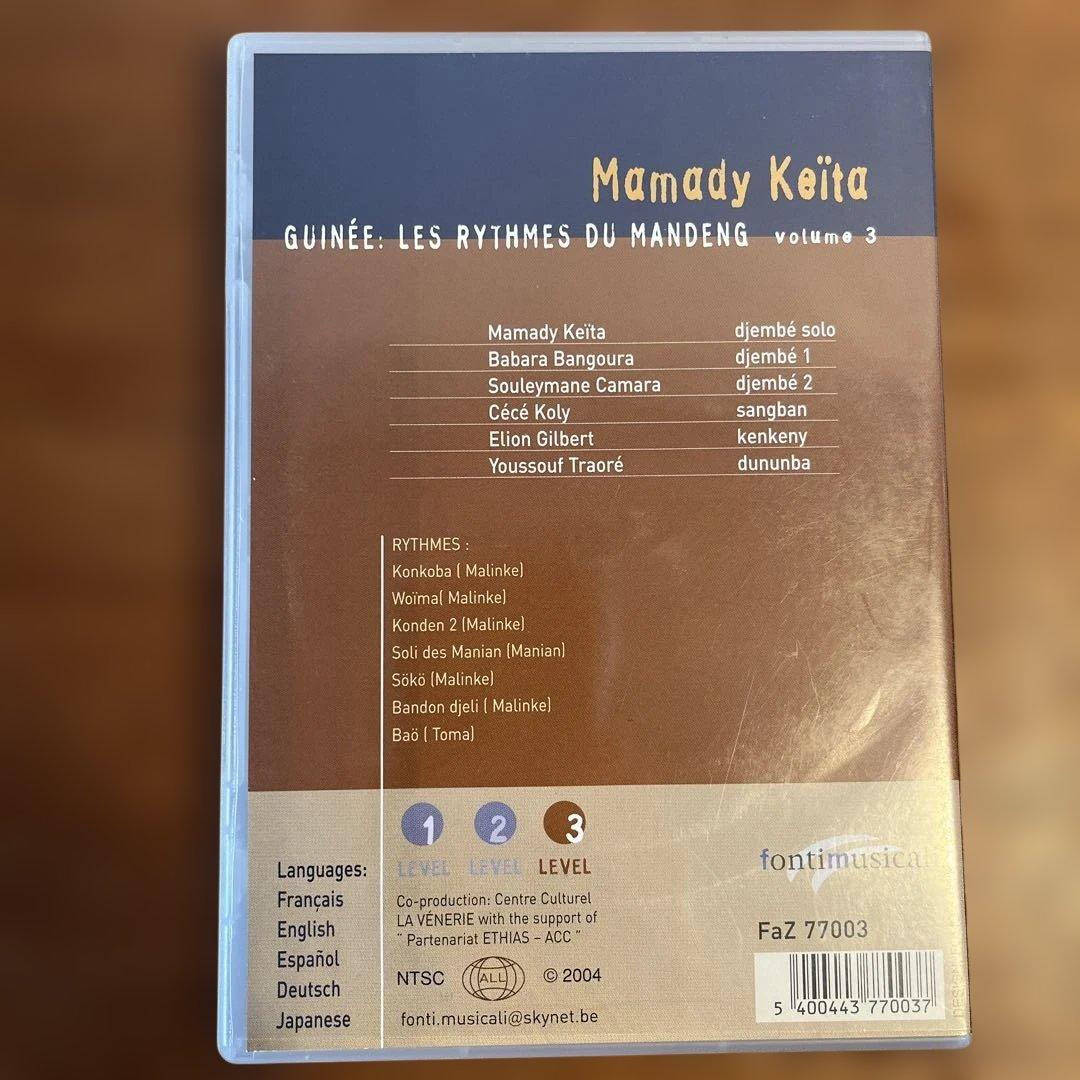 Mamady Keïta
GUINÉE: LES RYTHMES DU MANDENG volume 3
Mamady Keïta djembé solo
Babara Bangoura djembé 1
Souleymane Camara djembé 2
Cécé Koly sangban
Elion Gilbert kenkeny
Youssouf Traoré dununba
RYTHMES :
Konkoba ( Malinke)
Woïma( Malinke)
Konden 2 (Malinke)
Soli des Manian (Manian)
Sökö (Malinke)
Bandon djeli ( Malinke)
Baö ( Toma)
1 2 3
LEVEL LEVEL LEVEL
Languages:
Français
English
Español
Deutsch
Japanese
Co-production: Centre Culturel
LA VÉNERIE with the support of
“ Partenariat ETHIAS – ACC ”
NTSC ALL © 2004
fonti.musicali@skynet.be
fontimusicali
FaZ 77003
5 400443 770037
DESIGN